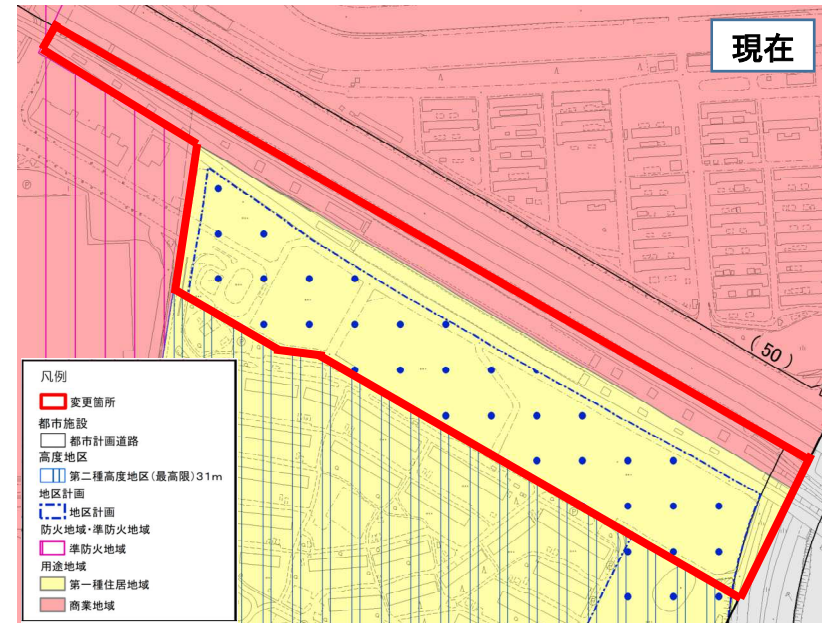 現在
(50)
凡例
変更箇所
都市施設
都市計画道路
高度地区
第二種高度地区(最高限)31m
地区計画
地区計画
防火地域・準防火地域
準防火地域
用途地域
第一種住居地域
商業地域